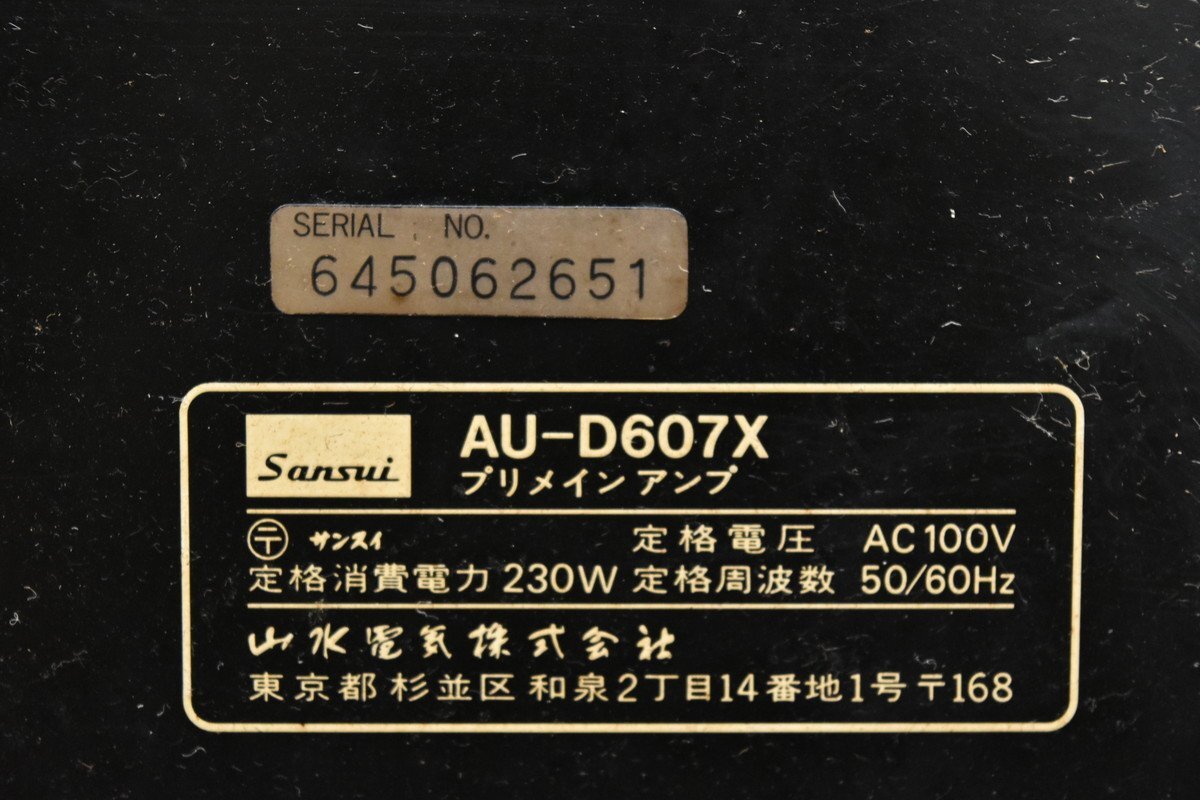 SERIAL NO.
645062651
Sansui
AU-D607X
プリメインアンプ
〒 サンスイ 定格電圧 AC100V
定格消費電力 230W 定格周波数 50/60Hz
山水電気株式会社
東京都杉並区和泉2丁目14番地1号〒168